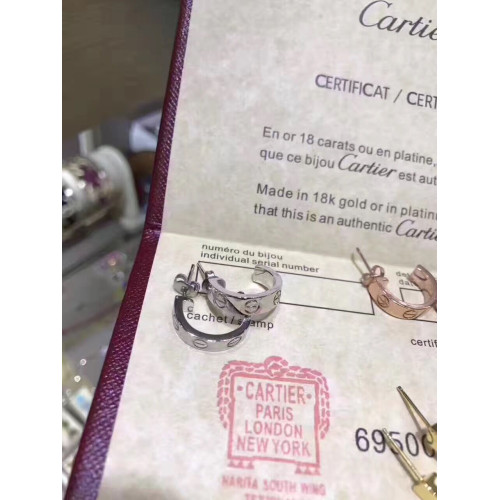 Cartier
CERTIFICAT / CERT
En or 18 carats ou en platine,
que ce bijou Cartier est aut
Made in 18k gold or in platin
that this is an authentic Cartie
numéro du bijou
individual serial number
cachet / stamp
certifi
CARTIER
PARIS
LONDON
NEW YORK
NARITA SOUTH WING
6950